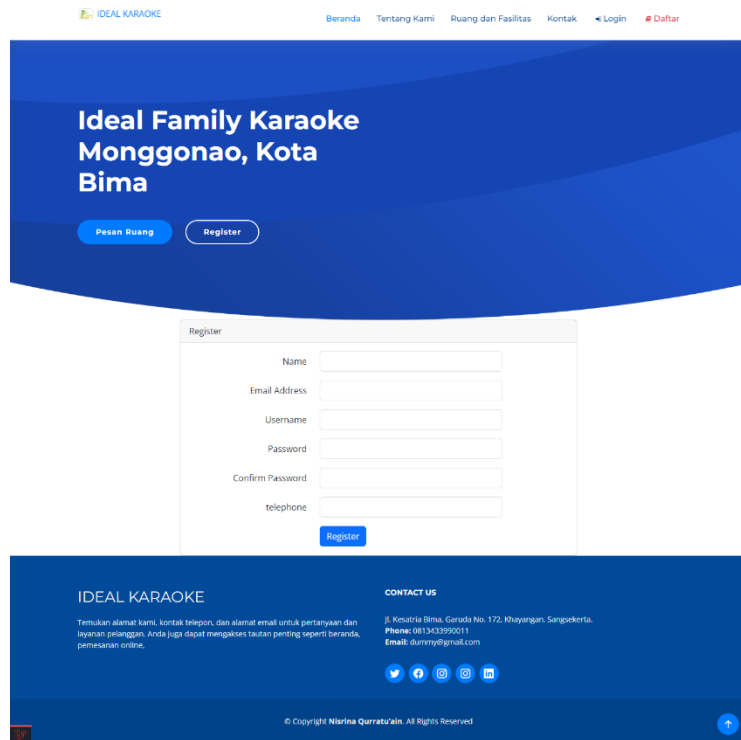 IDEAL KARAOKE
Beranda Tentang Kami Ruang dan Fasilitas Kontak Login Daftar
Ideal Family Karaoke
Monggonao, Kota
Bima
Pesan Ruang Register
Register
Name
Email Address
Username
Password
Confirm Password
telephone
Register
IDEAL KARAOKE
Temukan alamat kami, kontak telepon, dan alamat email untuk pertanyaan dan
layanan pelanggan. Anda juga dapat mengakses tautan penting seperti beranda,
pemesanan online,
CONTACT US
Jl. Kesatria Bima, Garuda No. 172, Khayangan. Sangsekerta.
Phone: 0813433990011
Email: dummy@gmail.com
© Copyright Nisrina Qurratu'ain. All Rights Reserved